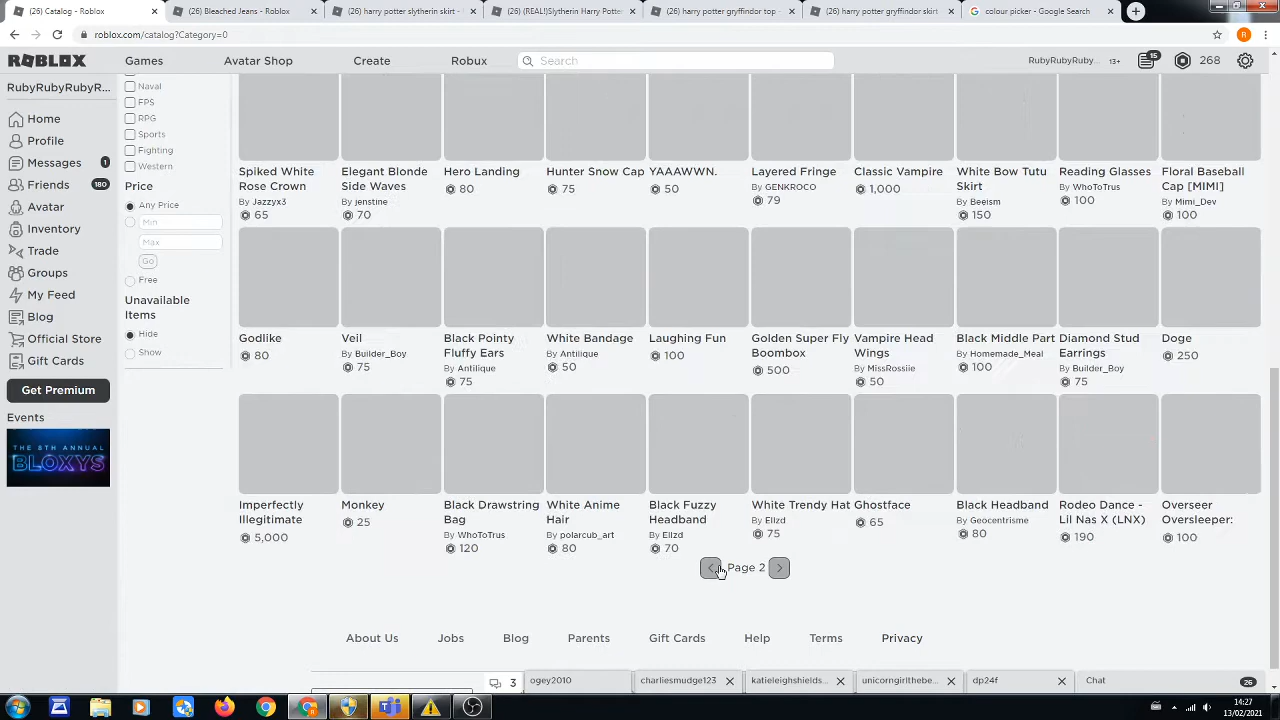 (26) Catalog - Roblox
(26) Bleached Jeans - Roblox
(26) harry potter slytherin skirt -
(26) (REAL!)Slytherin Harry Potter
(26) harry potter gryffindor top -
(26) harry potter gryffindor skirt
colour picker - Google Search
roblox.com/catalog?Category=0
R
ROBLOX
Games
Avatar Shop
Create
Robux
Search
RubyRubyRuby...
13+
15
268
RubyRubyRubyR...
Home
Profile
Messages
1
Friends
180
Avatar
Inventory
Trade
Groups
My Feed
Blog
Official Store
Gift Cards
Get Premium
Events
THE 8TH ANNUAL
BLOXYS
Naval
FPS
RPG
Sports
Fighting
Western
Price
Any Price
Min
Max
Go
Free
Unavailable
Items
Hide
Show
Spiked White
Rose Crown
By Jazzyx3
65
Elegant Blonde
Side Waves
By jenstine
70
Hero Landing
80
Hunter Snow Cap
75
YAAAWWN.
50
Layered Fringe
By GENKROCO
79
Classic Vampire
1,000
White Bow Tutu
Skirt
By Beeism
150
Reading Glasses
By WhoToTrus
100
Floral Baseball
Cap [MIMI]
By Mimi_Dev
100
Godlike
80
Veil
By Builder_Boy
75
Black Pointy
Fluffy Ears
By Antilique
75
White Bandage
By Antilique
50
Laughing Fun
100
Golden Super Fly
Boombox
500
Vampire Head
Wings
By MissRossiie
50
Black Middle Part
By Homemade_Meal
100
Diamond Stud
Earrings
By Builder_Boy
75
Doge
250
Imperfectly
Illegitimate
5,000
Monkey
25
Black Drawstring
Bag
By WhoToTrus
120
White Anime
Hair
By polarcub_art
80
Black Fuzzy
Headband
By Ellzd
70
White Trendy Hat
By Ellzd
75
Ghostface
65
Black Headband
By Geocentrisme
80
Rodeo Dance -
Lil Nas X (LNX)
190
Overseer
Oversleeper:
100
Page 2
About Us
Jobs
Blog
Parents
Gift Cards
Help
Terms
Privacy
3
ogey2010
charliesmudge123
katieleighshields...
unicorngirlthebe...
dp24f
Chat
26
14:27
13/02/2021